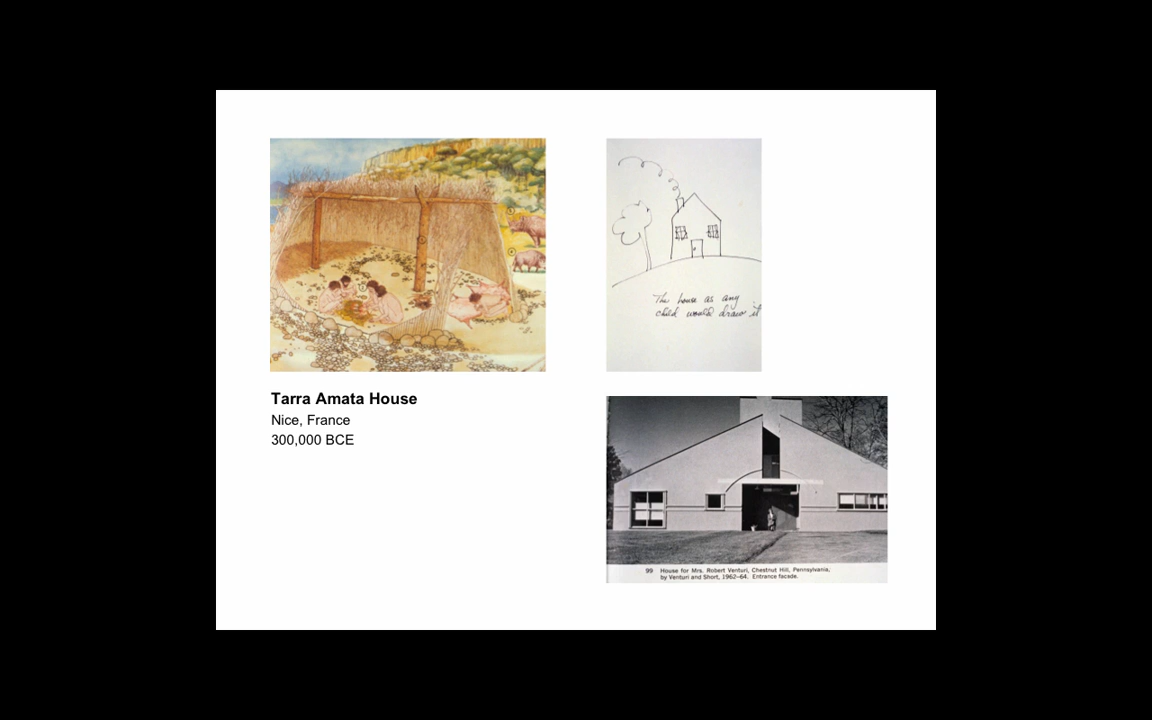 The house as any
child would draw it
Tarra Amata House
Nice, France
300,000 BCE
99 House for Mrs. Robert Venturi, Chestnut Hill, Pennsylvania,
by Venturi and Short, 1962–64. Entrance facade.